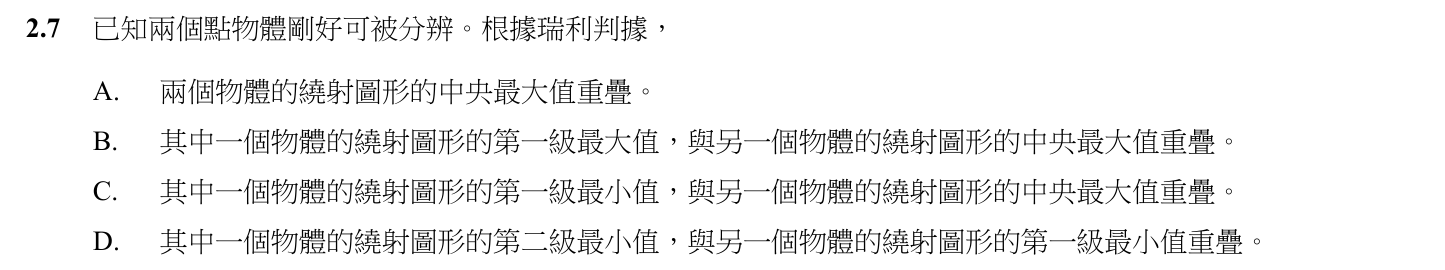 2.7 已知兩個點物體剛好可被分辨。根據瑞利判據，
A. 兩個物體的繞射圖形的中央最大值重疊。
B. 其中一個物體的繞射圖形的第一級最大值，與另一個物體的繞射圖形的中央最大值重疊。
C. 其中一個物體的繞射圖形的第一級最小值，與另一個物體的繞射圖形的中央最大值重疊。
D. 其中一個物體的繞射圖形的第二級最小值，與另一個物體的繞射圖形的第一級最小值重疊。